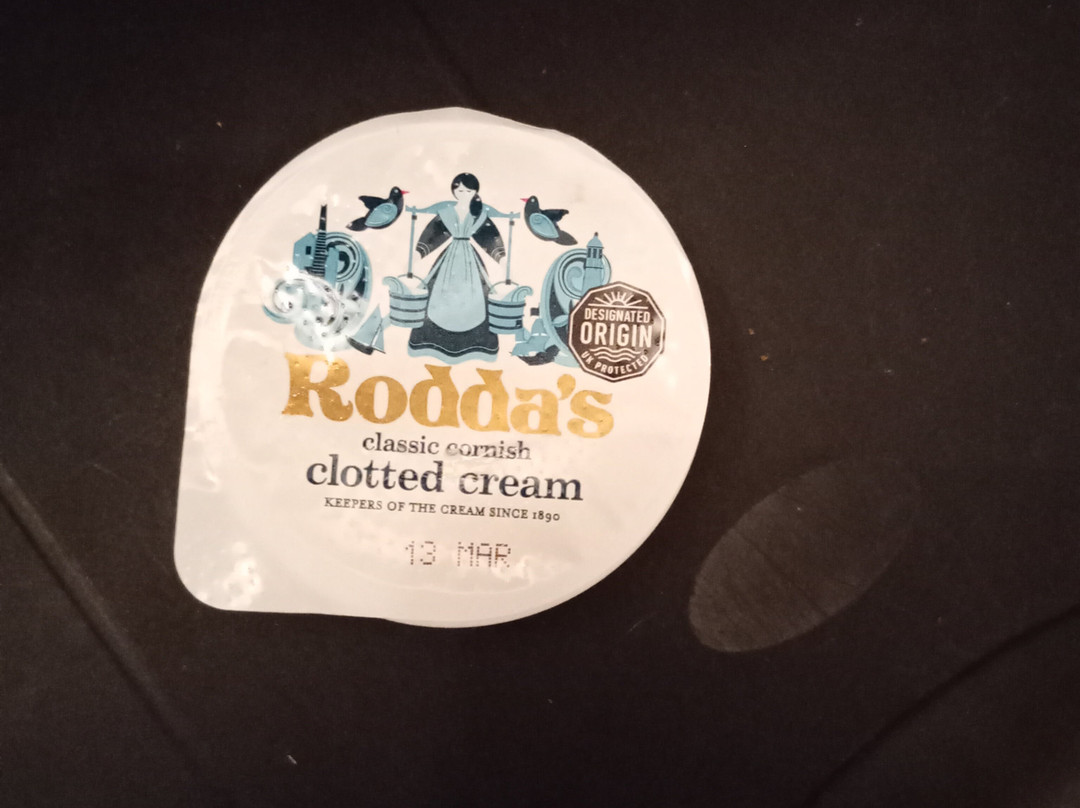 DESIGNATED
ORIGIN
UK PROTECTED
Rodda's
classic cornish
clotted cream
KEEPERS OF THE CREAM SINCE 1890
13 MAR